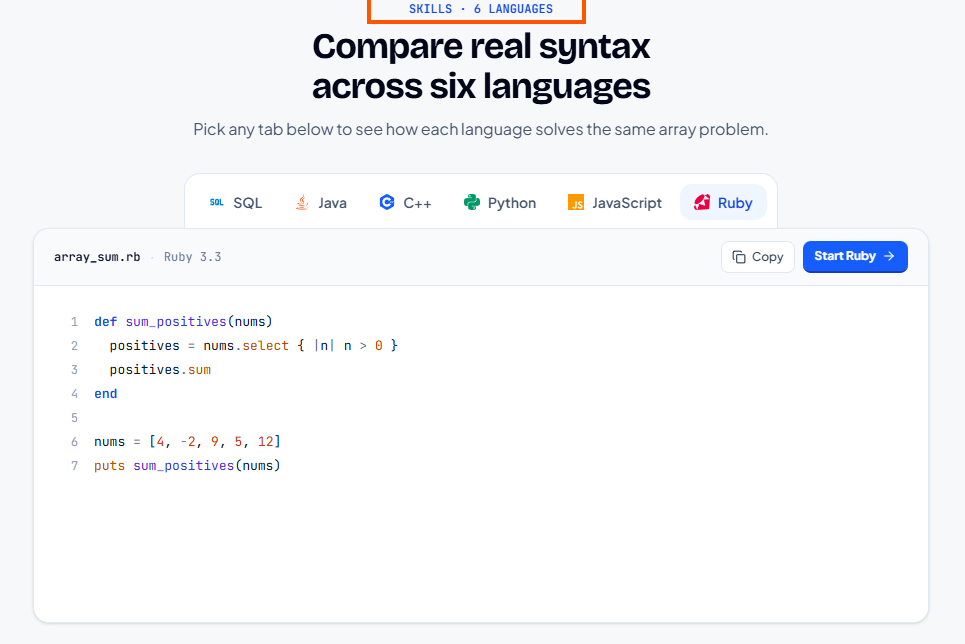 SKILLS · 6 LANGUAGES
Compare real syntax
across six languages
Pick any tab below to see how each language solves the same array problem.
SQL SQL Java C++ Python JS JavaScript Ruby
array_sum.rb · Ruby 3.3 Copy Start Ruby →
1 def sum_positives(nums)
2   positives = nums.select { |n| n > 0 }
3   positives.sum
4 end
5
6 nums = [4, -2, 9, 5, 12]
7 puts sum_positives(nums)